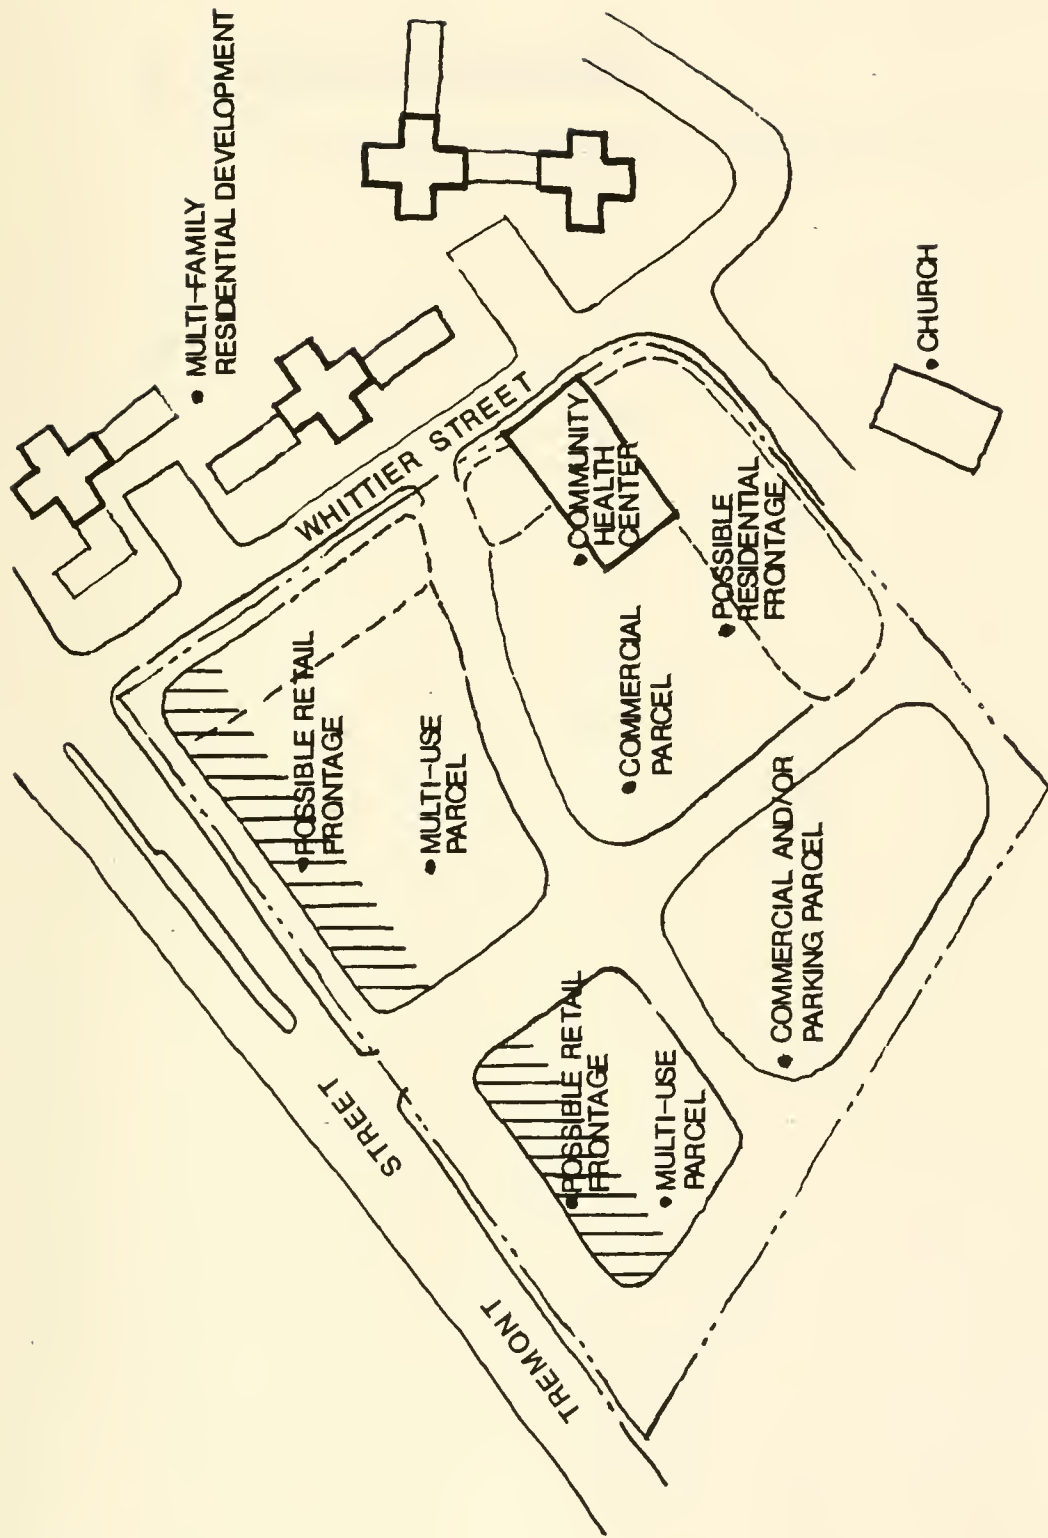 MULTI-FAMILY
RESIDENTIAL DEVELOPMENT
WHITTIER STREET
COMMUNITY
HEALTH
CENTER
CHURCH
POSSIBLE
RESIDENTIAL
FRONTAGE
POSSIBLE RETAIL
FRONTAGE
MULTI-USE
PARCEL
COMMERCIAL
PARCEL
COMMERCIAL AND/OR
PARKING PARCEL
POSSIBLE RETAIL
FRONTAGE
MULTI-USE
PARCEL
TREMONT STREET